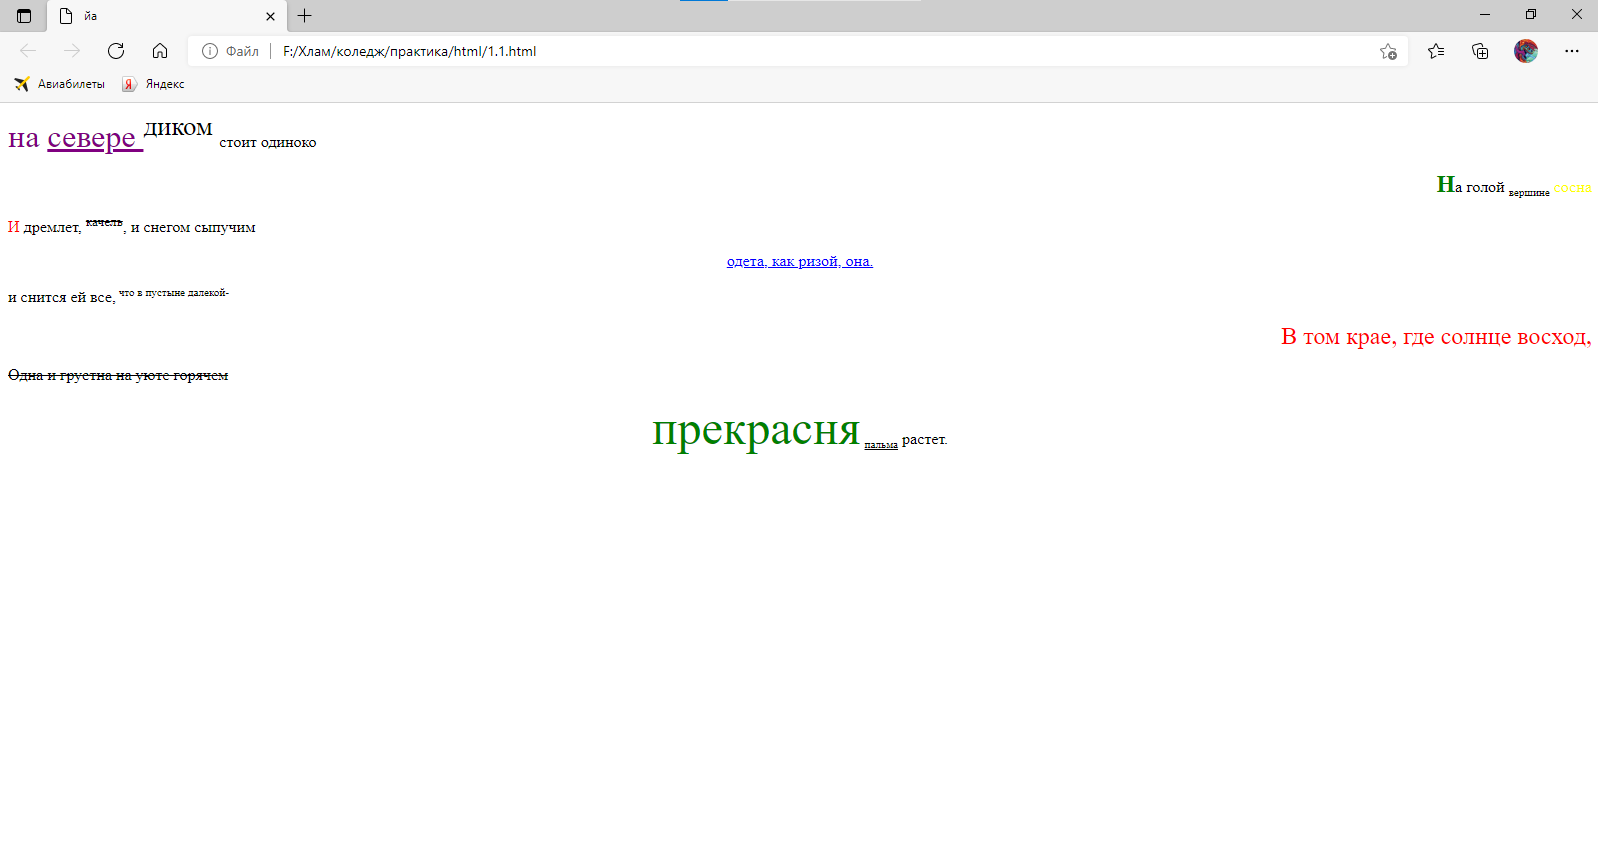 йа
Файл F:/Хлам/коледж/практика/html/1.1.html
Авиабилеты Я Яндекс
на севере диком стоит одиноко
На голой вершине сосна
И дремлет, качель, и снегом сыпучим
одета, как ризой, она.
и снится ей все, что в пустыне далекой-
В том крае, где солнце восход,
Одна и грустна на уюте горячем
прекрасня пальма растет.